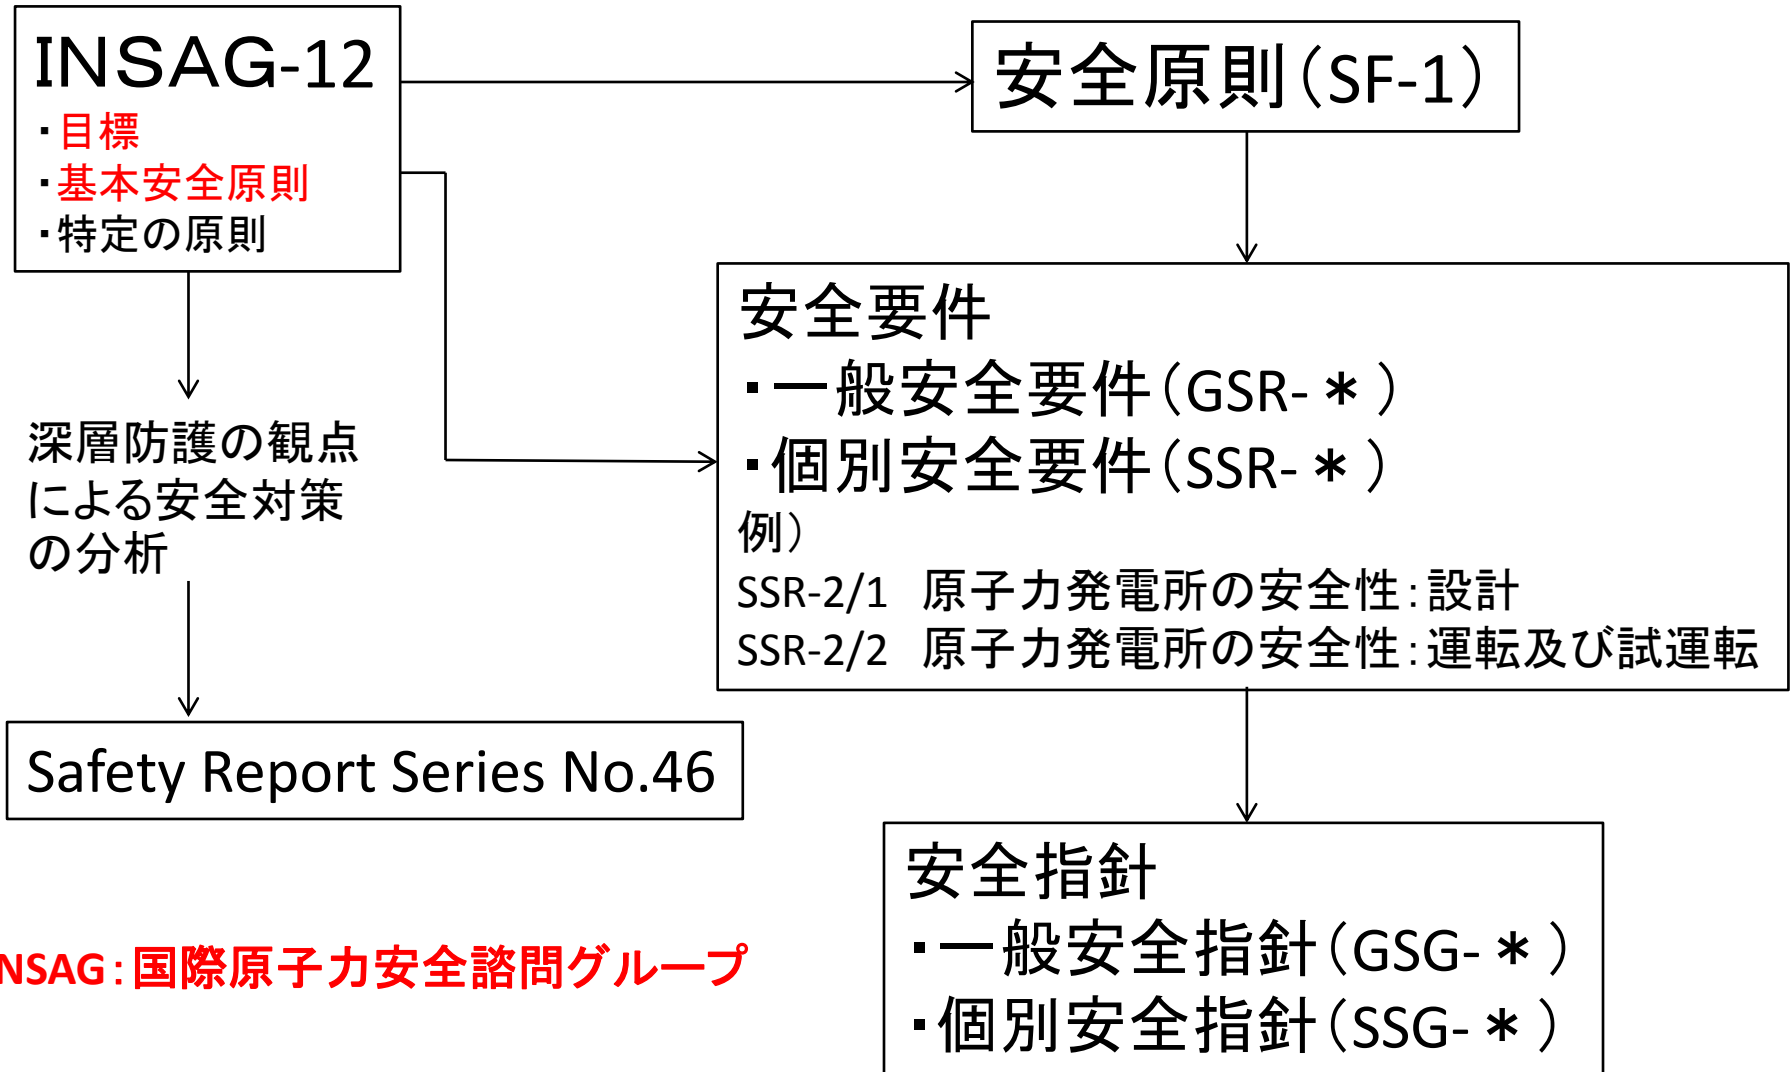 INSAG-12
・目標
・基本安全原則
・特定の原則
安全原則（SF-1）
安全要件
・一般安全要件（GSR-＊）
・個別安全要件（SSR-＊）
例）
SSR-2/1　原子力発電所の安全性：設計
SSR-2/2　原子力発電所の安全性：運転及び試運転
深層防護の観点
による安全対策
の分析
Safety Report Series No.46
安全指針
・一般安全指針（GSG-＊）
・個別安全指針（SSG-＊）
NSAG：国際原子力安全諮問グループ